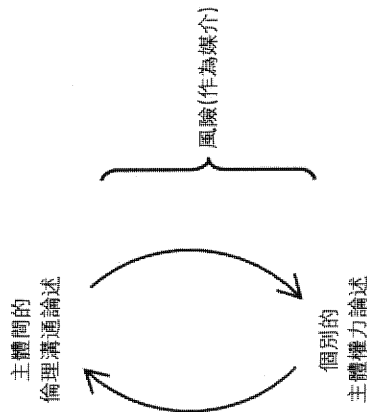 主體間的
倫理溝通論述
個別的
主體權力論述
風險(作為媒介)